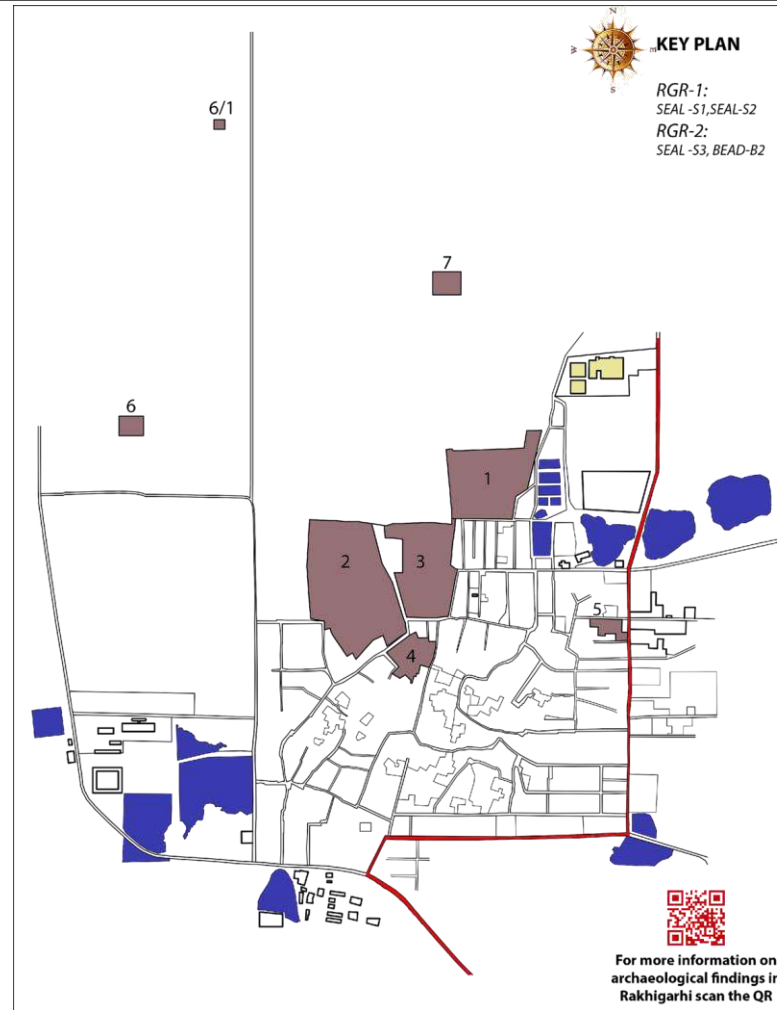 N
W
KEY PLAN
S
RGR-1:
SEAL -S1,SEAL-S2
RGR-2:
SEAL -S3, BEAD-B2
6/1
7
6
1
2
3
5
4
For more information on
archaeological findings in
Rakhigarhi scan the QR